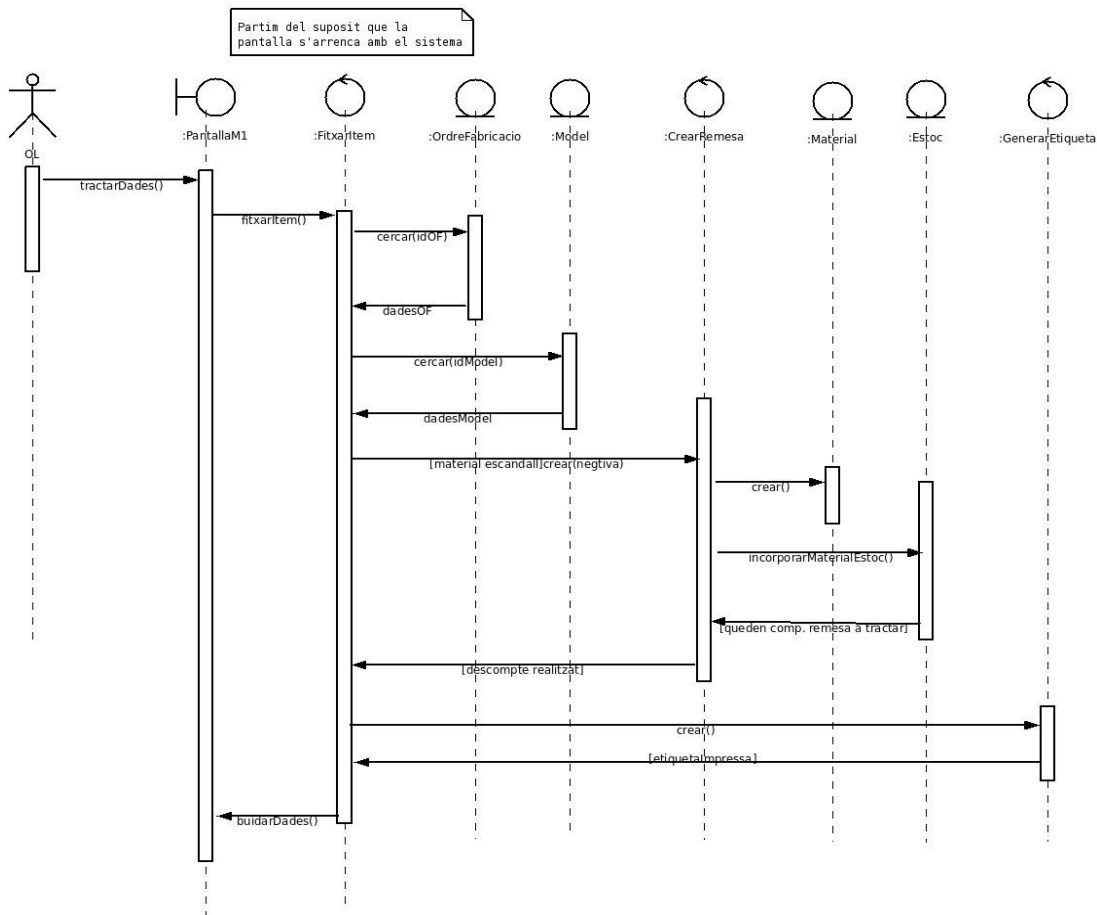 Partim del suposit que la
pantalla s'arrenca amb el sistema
OL
:PantallaM1
:FitxarItem
:OrdreFabricacio
:Model
:CrearRemesa
:Material
:Estoc
:GenerarEtiqueta
tractarDades()
fitxarItem()
cercar(idOF)
dadesOF
cercar(idModel)
dadesModel
[material escandall]crear(negtiva)
crear()
incorporarMaterialEstoc()
[queden comp. remesa a tractar]
[descompte realitzat]
crear()
[etiquetaImpressa]
buidarDades()